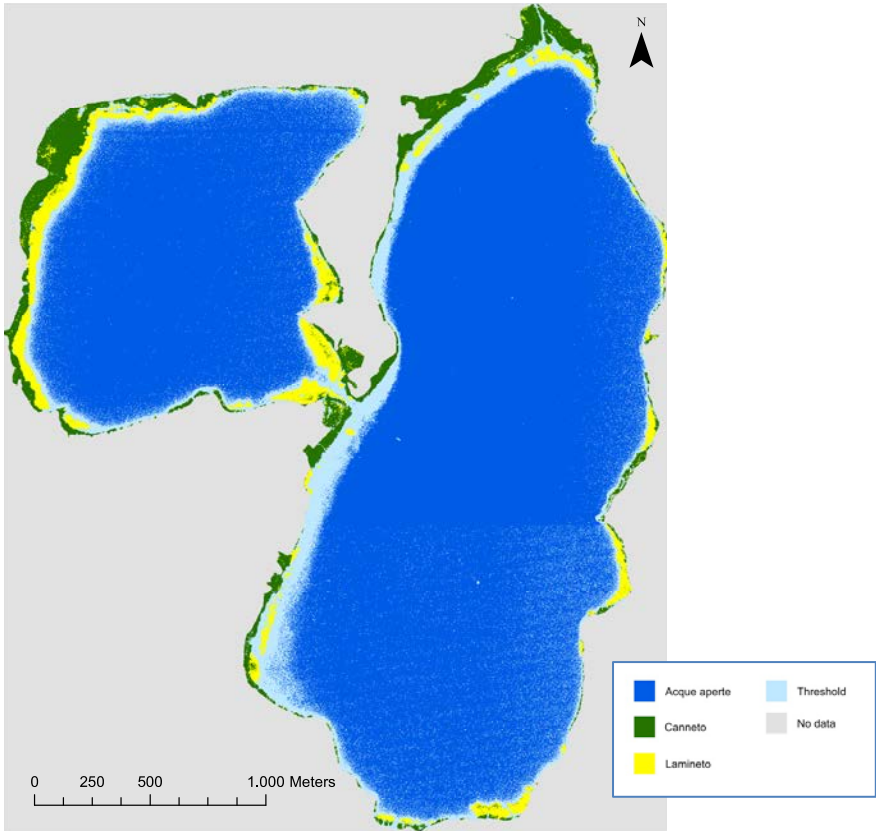 N
Acque aperte
Threshold
Canneto
No data
Lamineto
0 250 500 1.000 Meters